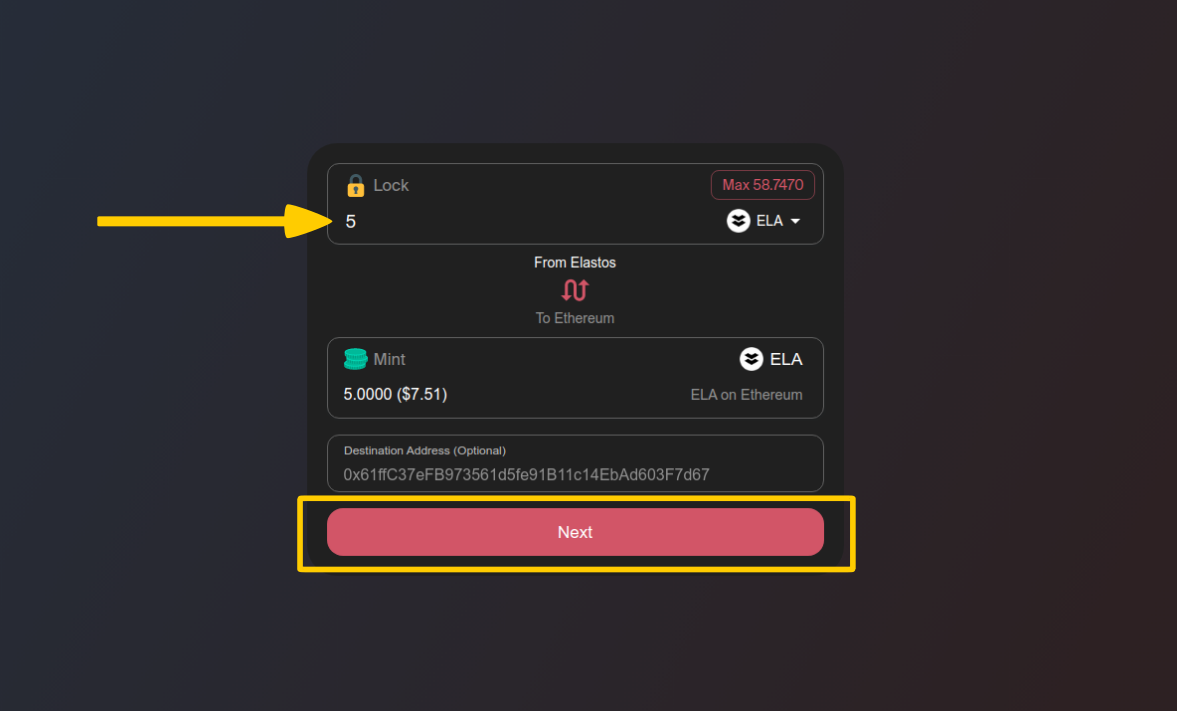 Lock
Max 58.7470
5
ELA
From Elastos
To Ethereum
Mint
ELA
5.0000 ($7.51)
ELA on Ethereum
Destination Address (Optional)
0x61ffC37eFB973561d5fe91B11c14EbAd603F7d67
Next